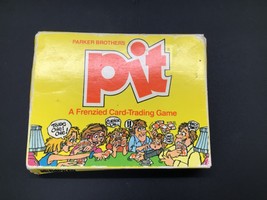 PARKER BROTHERS
pit
A Frenzied Card-Trading Game